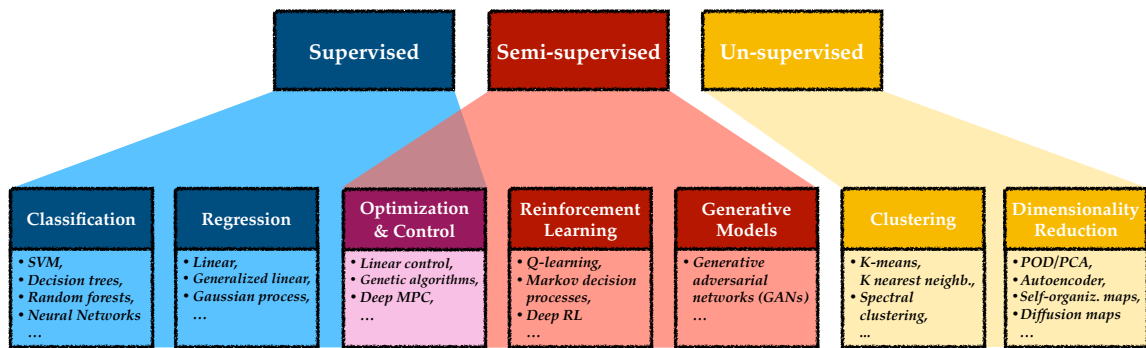 Supervised
Semi-supervised
Un-supervised
Classification
• SVM,
• Decision trees,
• Random forests,
• Neural Networks
...
Regression
• Linear,
• Generalized linear,
• Gaussian process,
...
Optimization
& Control
• Linear control,
• Genetic algorithms,
• Deep MPC,
...
Reinforcement
Learning
• Q-learning,
• Markov decision
processes,
• Deep RL
...
Generative
Models
• Generative
adversarial
networks (GANs)
...
Clustering
• K-means,
K nearest neighb.,
• Spectral
clustering,
...
Dimensionality
Reduction
• POD/PCA,
• Autoencoder,
• Self-organiz. maps,
• Diffusion maps
...